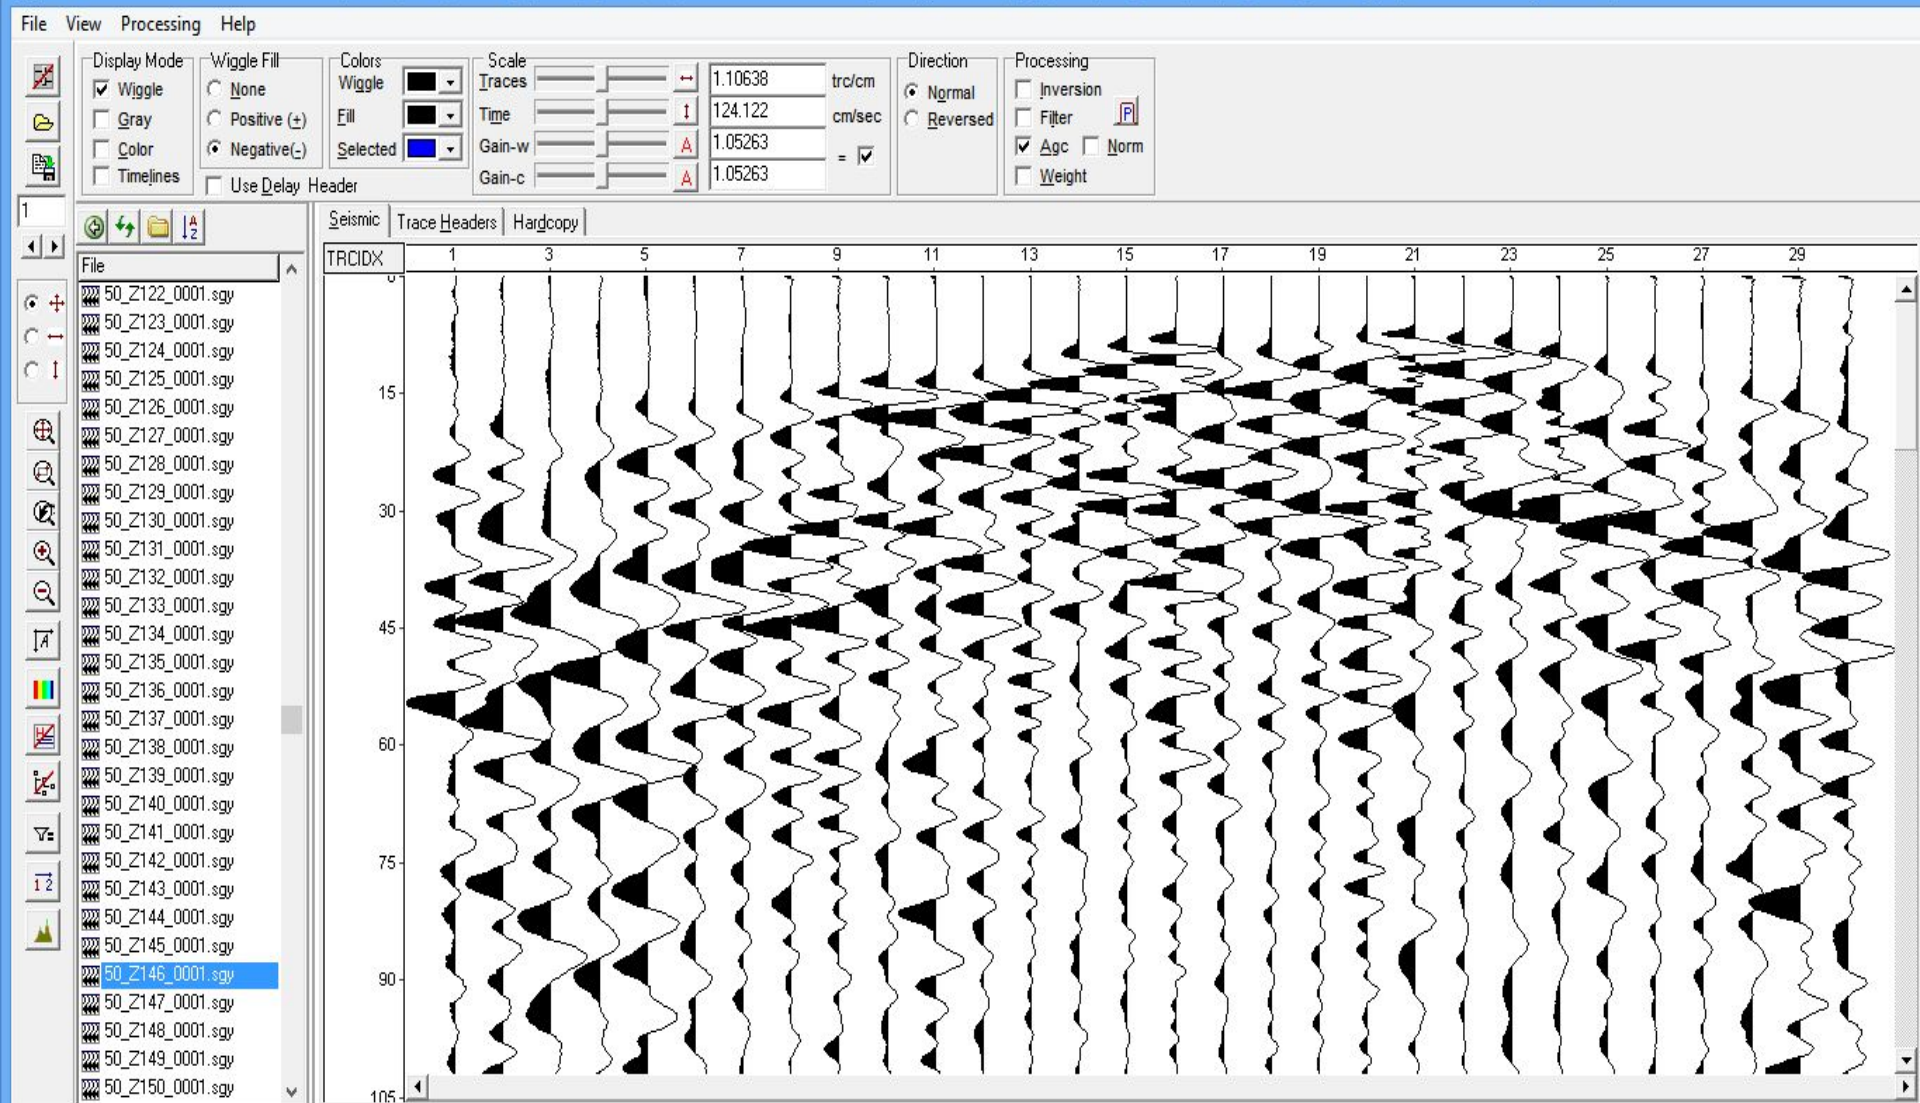 File View Processing Help
Display Mode Wiggle Fill Colors Scale Direction Processing
Wiggle None Wiggle Traces 1.10638 trc/cm Normal Inversion
Gray Positive (+) Fill Time 124.122 cm/sec Reversed Filter P
Color Negative(-) Selected Gain-w A 1.05263 = Agc Norm
Timelines Use Delay Header Gain-c A 1.05263 Weight
1
Seismic Trace Headers Hardcopy
TRCIDX 1 3 5 7 9 11 13 15 17 19 21 23 25 27 29
File
50_Z122_0001.sgy
50_Z123_0001.sgy
50_Z124_0001.sgy
50_Z125_0001.sgy
50_Z126_0001.sgy
50_Z127_0001.sgy
50_Z128_0001.sgy
50_Z129_0001.sgy
50_Z130_0001.sgy
50_Z131_0001.sgy
50_Z132_0001.sgy
50_Z133_0001.sgy
50_Z134_0001.sgy
50_Z135_0001.sgy
50_Z136_0001.sgy
50_Z137_0001.sgy
50_Z138_0001.sgy
50_Z139_0001.sgy
50_Z140_0001.sgy
50_Z141_0001.sgy
50_Z142_0001.sgy
50_Z143_0001.sgy
50_Z144_0001.sgy
50_Z145_0001.sgy
50_Z146_0001.sgy
50_Z147_0001.sgy
50_Z148_0001.sgy
50_Z149_0001.sgy
50_Z150_0001.sgy
0
15
30
45
60
75
90
105